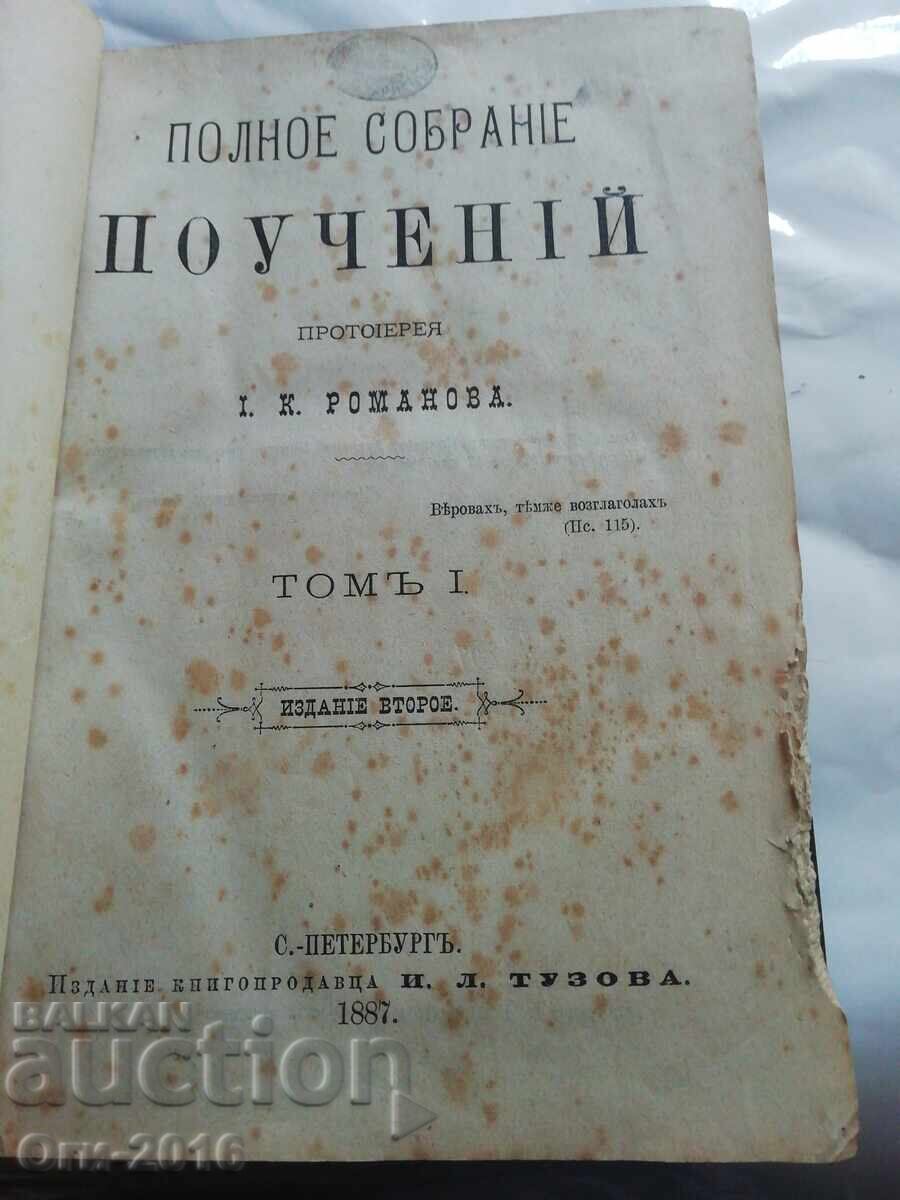 ПОЛНОЕ СОБРАНІЕ
ПОУЧЕНІЙ
ПРОТОІЕРЕЯ
І. К. РОМАНОВА.
Вѣровахъ, тѣмже возглаголахъ
(Пс. 115).
ТОМЪ I.
ИЗДАНІЕ ВТОРОЕ.
С.-ПЕТЕРБУРГЪ.
Изданіе книгопродавца И. Л. ТУЗОВА.
1887.
BALKAN
auction
Оги-2016